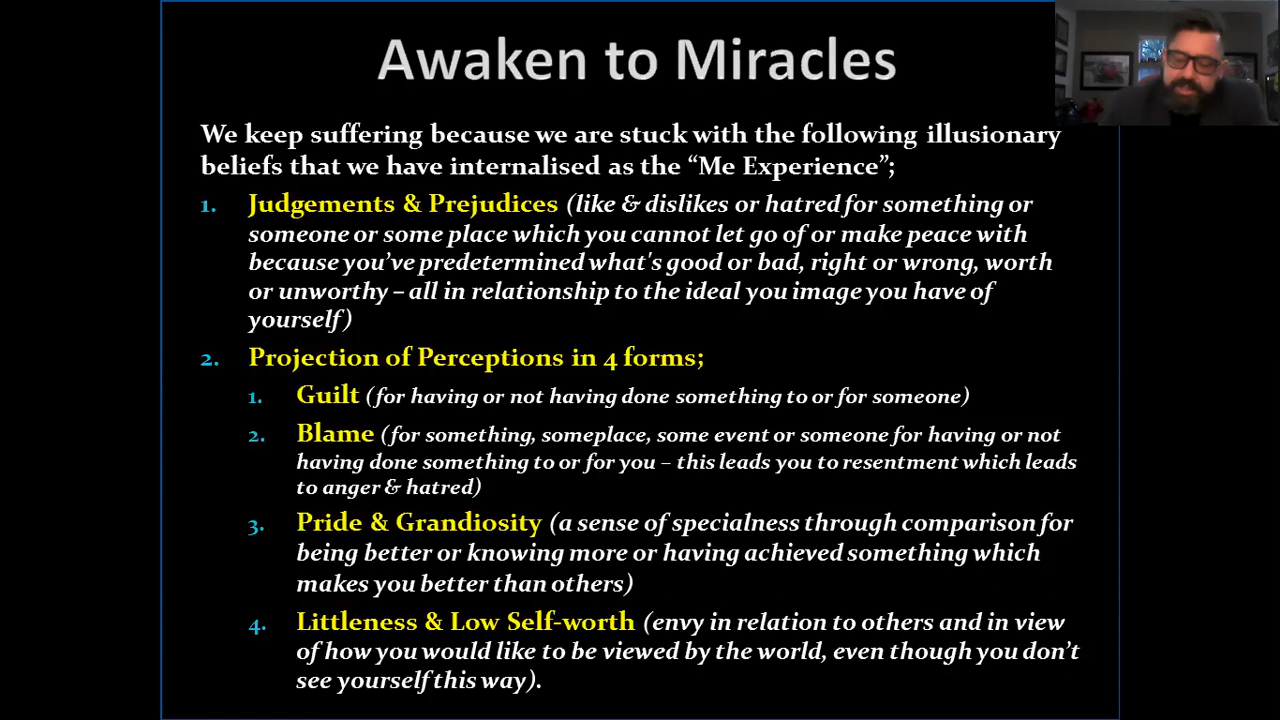 Awaken to Miracles
We keep suffering because we are stuck with the following illusionary
beliefs that we have internalised as the “Me Experience”;
1. Judgements & Prejudices (like & dislikes or hatred for something or
someone or some place which you cannot let go of or make peace with
because you’ve predetermined what's good or bad, right or wrong, worth
or unworthy – all in relationship to the ideal you image you have of
yourself)
2. Projection of Perceptions in 4 forms;
1. Guilt (for having or not having done something to or for someone)
2. Blame (for something, someplace, some event or someone for having or not
having done something to or for you – this leads you to resentment which leads
to anger & hatred)
3. Pride & Grandiosity (a sense of specialness through comparison for
being better or knowing more or having achieved something which
makes you better than others)
4. Littleness & Low Self-worth (envy in relation to others and in view
of how you would like to be viewed by the world, even though you don’t
see yourself this way).